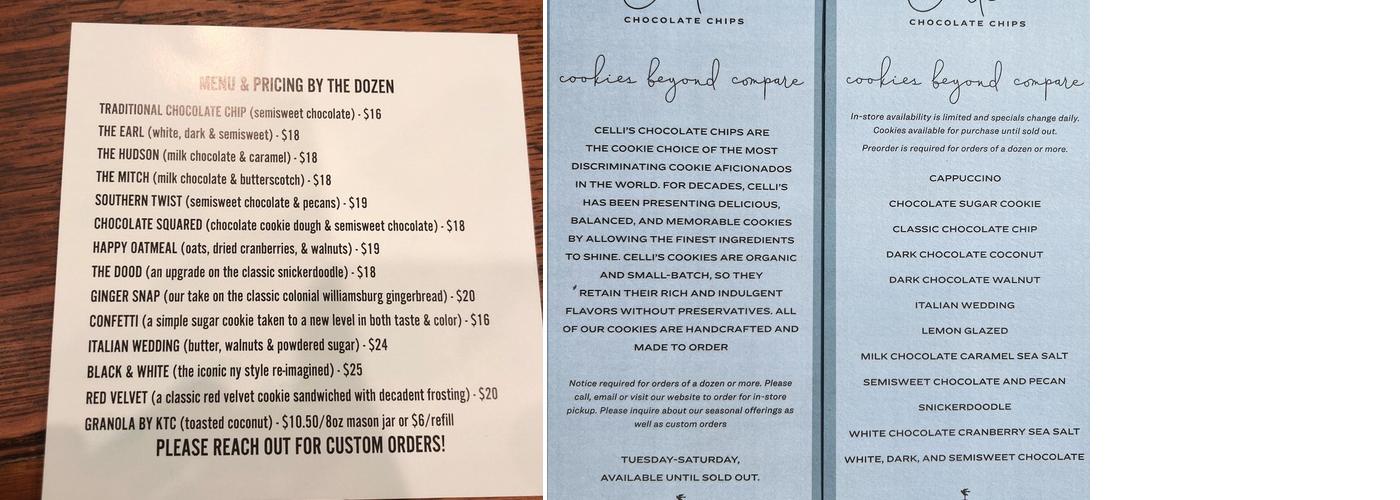 MENU & PRICING BY THE DOZEN
TRADITIONAL CHOCOLATE CHIP (semisweet chocolate) - $16
THE EARL (white, dark & semisweet) - $18
THE HUDSON (milk chocolate & caramel) - $18
THE MITCH (milk chocolate & butterscotch) - $18
SOUTHERN TWIST (semisweet chocolate & pecans) - $19
CHOCOLATE SQUARED (chocolate cookie dough & semisweet chocolate) - $18
HAPPY OATMEAL (oats, dried cranberries, & walnuts) - $19
THE DOOD (an upgrade on the classic snickerdoodle) - $18
GINGER SNAP (our take on the classic colonial williamsburg gingerbread) - $20
CONFETTI (a simple sugar cookie taken to a new level in both taste & color) - $16
ITALIAN WEDDING (butter, walnuts & powdered sugar) - $24
BLACK & WHITE (the iconic ny style re-imagined) - $25
RED VELVET (a classic red velvet cookie sandwiched with decadent frosting) - $20
GRANOLA BY KTC (toasted coconut) - $10.50/8oz mason jar or $6/refill
PLEASE REACH OUT FOR CUSTOM ORDERS!
CHOCOLATE CHIPS
cookies beyond compare
CELLI'S CHOCOLATE CHIPS ARE
THE COOKIE CHOICE OF THE MOST
DISCRIMINATING COOKIE AFICIONADOS
IN THE WORLD. FOR DECADES, CELLI'S
HAS BEEN PRESENTING DELICIOUS,
BALANCED, AND MEMORABLE COOKIES
BY ALLOWING THE FINEST INGREDIENTS
TO SHINE. CELLI'S COOKIES ARE ORGANIC
AND SMALL-BATCH, SO THEY
RETAIN THEIR RICH AND INDULGENT
FLAVORS WITHOUT PRESERVATIVES. ALL
OF OUR COOKIES ARE HANDCRAFTED AND
MADE TO ORDER
Notice required for orders of a dozen or more. Please
call, email or visit our website to order for in-store
pickup. Please inquire about our seasonal offerings as
well as custom orders
TUESDAY-SATURDAY,
AVAILABLE UNTIL SOLD OUT.
CHOCOLATE CHIPS
cookies beyond compare
In-store availability is limited and specials change daily.
Cookies available for purchase until sold out.
Preorder is required for orders of a dozen or more.
CAPPUCCINO
CHOCOLATE SUGAR COOKIE
CLASSIC CHOCOLATE CHIP
DARK CHOCOLATE COCONUT
DARK CHOCOLATE WALNUT
ITALIAN WEDDING
LEMON GLAZED
MILK CHOCOLATE CARAMEL SEA SALT
SEMISWEET CHOCOLATE AND PECAN
SNICKERDOODLE
WHITE CHOCOLATE CRANBERRY SEA SALT
WHITE, DARK, AND SEMISWEET CHOCOLATE